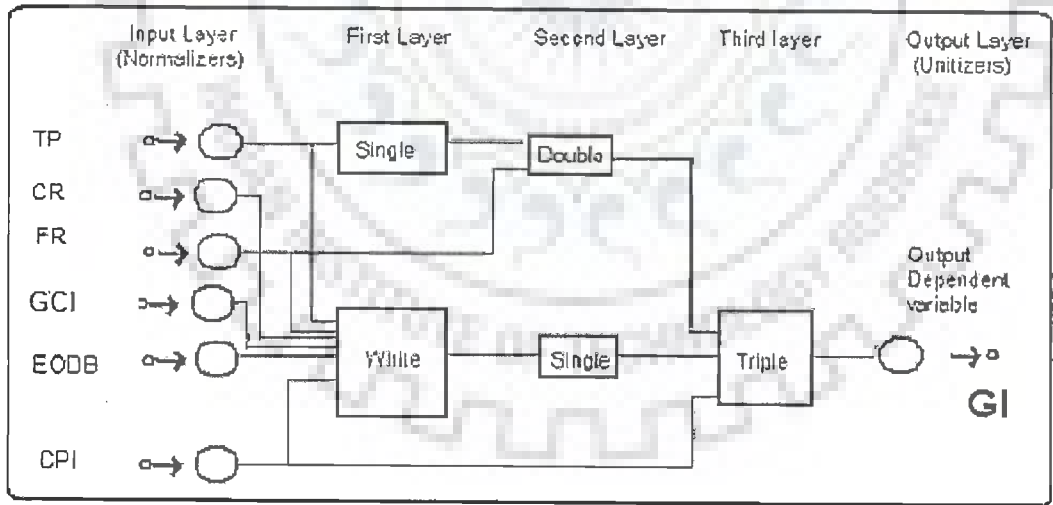 Input Layer
(Normalizers)
First Layer
Second Layer
Third layer
Output Layer
(Unitizers)
TP
Single
Double
CR
FR
Output
Dependent
variable
GCI
EODB
White
Single
Triple
GI
CPI